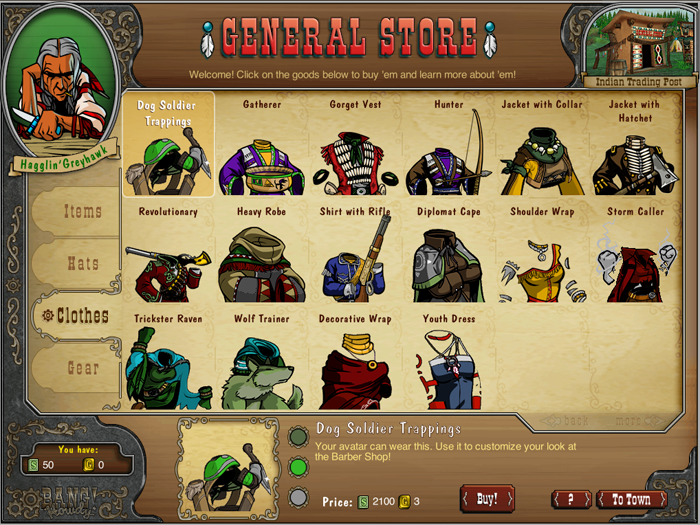 GENERAL STORE
Welcome! Click on the goods below to buy 'em and learn more about 'em!
Indian Trading Post
Hagglin' Greyhawk
Items
Hats
Clothes
Gear
Dog Soldier
Trappings
Gatherer
Gorget Vest
Hunter
Jacket with Collar
Jacket with
Hatchet
Revolutionary
Heavy Robe
Shirt with Rifle
Diplomat Cape
Shoulder Wrap
Storm Caller
Trickster Raven
Wolf Trainer
Decorative Wrap
Youth Dress
back
more
You have:
S 50 G 0
BANG!
Howdy
Dog Soldier Trappings
Your avatar can wear this. Use it to customize your look at
the Barber Shop!
Price: S 2100 G 3
Buy!
?
To Town